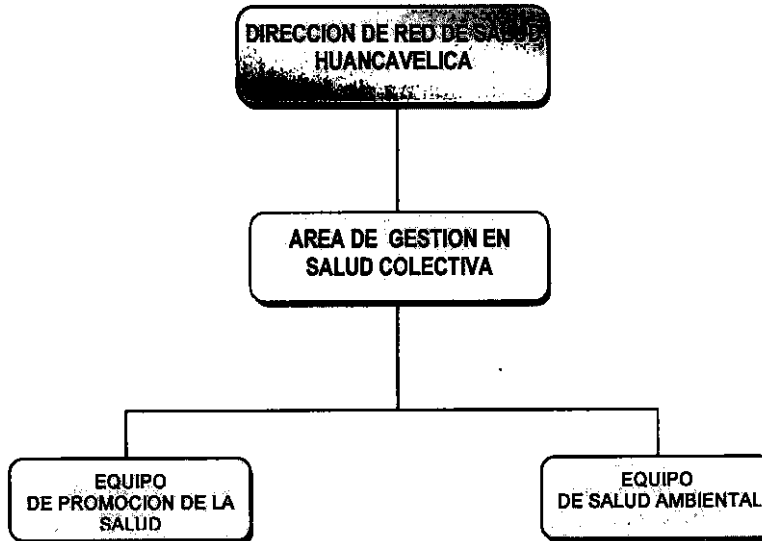 DIRECCION DE RED DE SALUD
HUANCAVELICA
AREA DE GESTION EN
SALUD COLECTIVA
EQUIPO
DE PROMOCION DE LA
SALUD
EQUIPO
DE SALUD AMBIENTAL